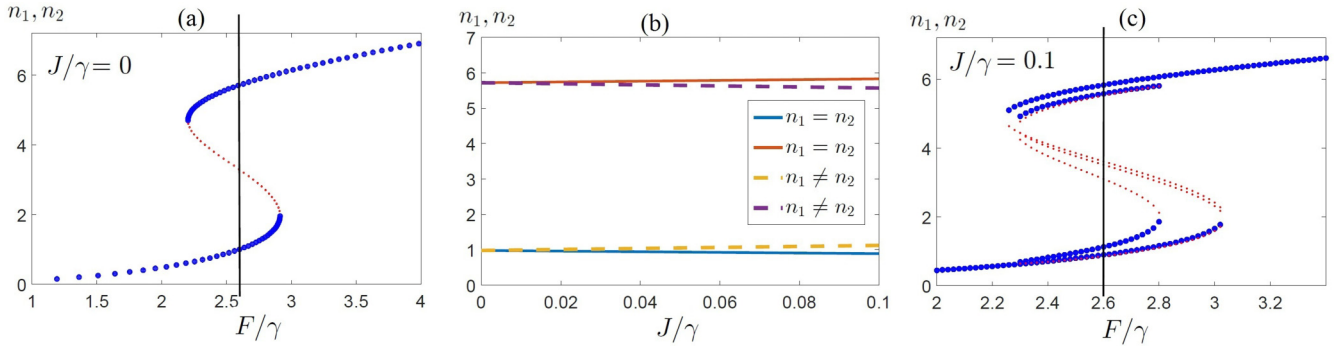 n₁, n₂
(a)
J/γ = 0
6
4
2
0
1
1.5
2
2.5
3
3.5
4
F/γ
n₁, n₂
(b)
7
6
5
4
3
2
1
0
n₁ = n₂
n₁ = n₂
n₁ ≠ n₂
n₁ ≠ n₂
0
0.02
0.04
0.06
0.08
0.1
J/γ
n₁, n₂
(c)
J/γ = 0.1
6
4
2
0
2
2.2
2.4
2.6
2.8
3
3.2
F/γ